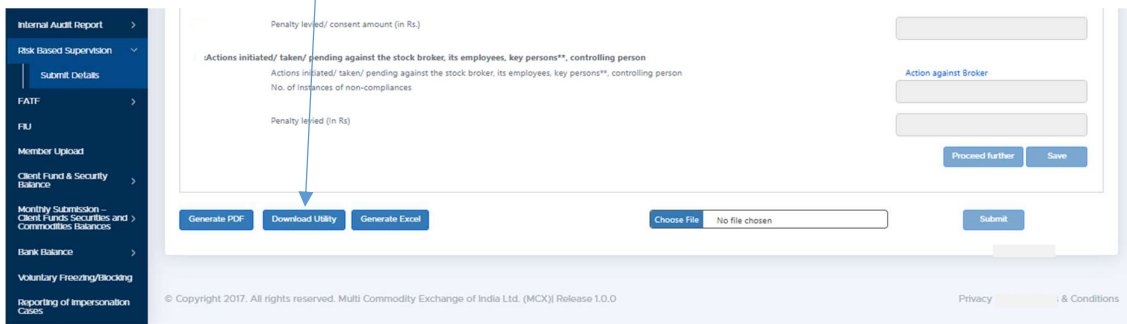 Internal Audit Report
Risk Based Supervision
Submit Details
FATF
FIU
Member Upload
Client Fund & Security
Balance
Monthly Submission –
Client Funds Securities and
Commodities Balances
Bank Balance
Voluntary Freezing/Blocking
Reporting of Impersonation
Cases
Penalty levied/ consent amount (in Rs.)
:Actions initiated/ taken/ pending against the stock broker, its employees, key persons**, controlling person
Actions initiated/ taken/ pending against the stock broker, its employees, key persons**, controlling person
Action against Broker
No. of Instances of non-compliances
Penalty levied (In Rs)
Proceed further Save
Generate PDF Download Utility Generate Excel Choose File No file chosen Submit
© Copyright 2017. All rights reserved. Multi Commodity Exchange of India Ltd. (MCX)| Release 1.0.0 Privacy & Conditions